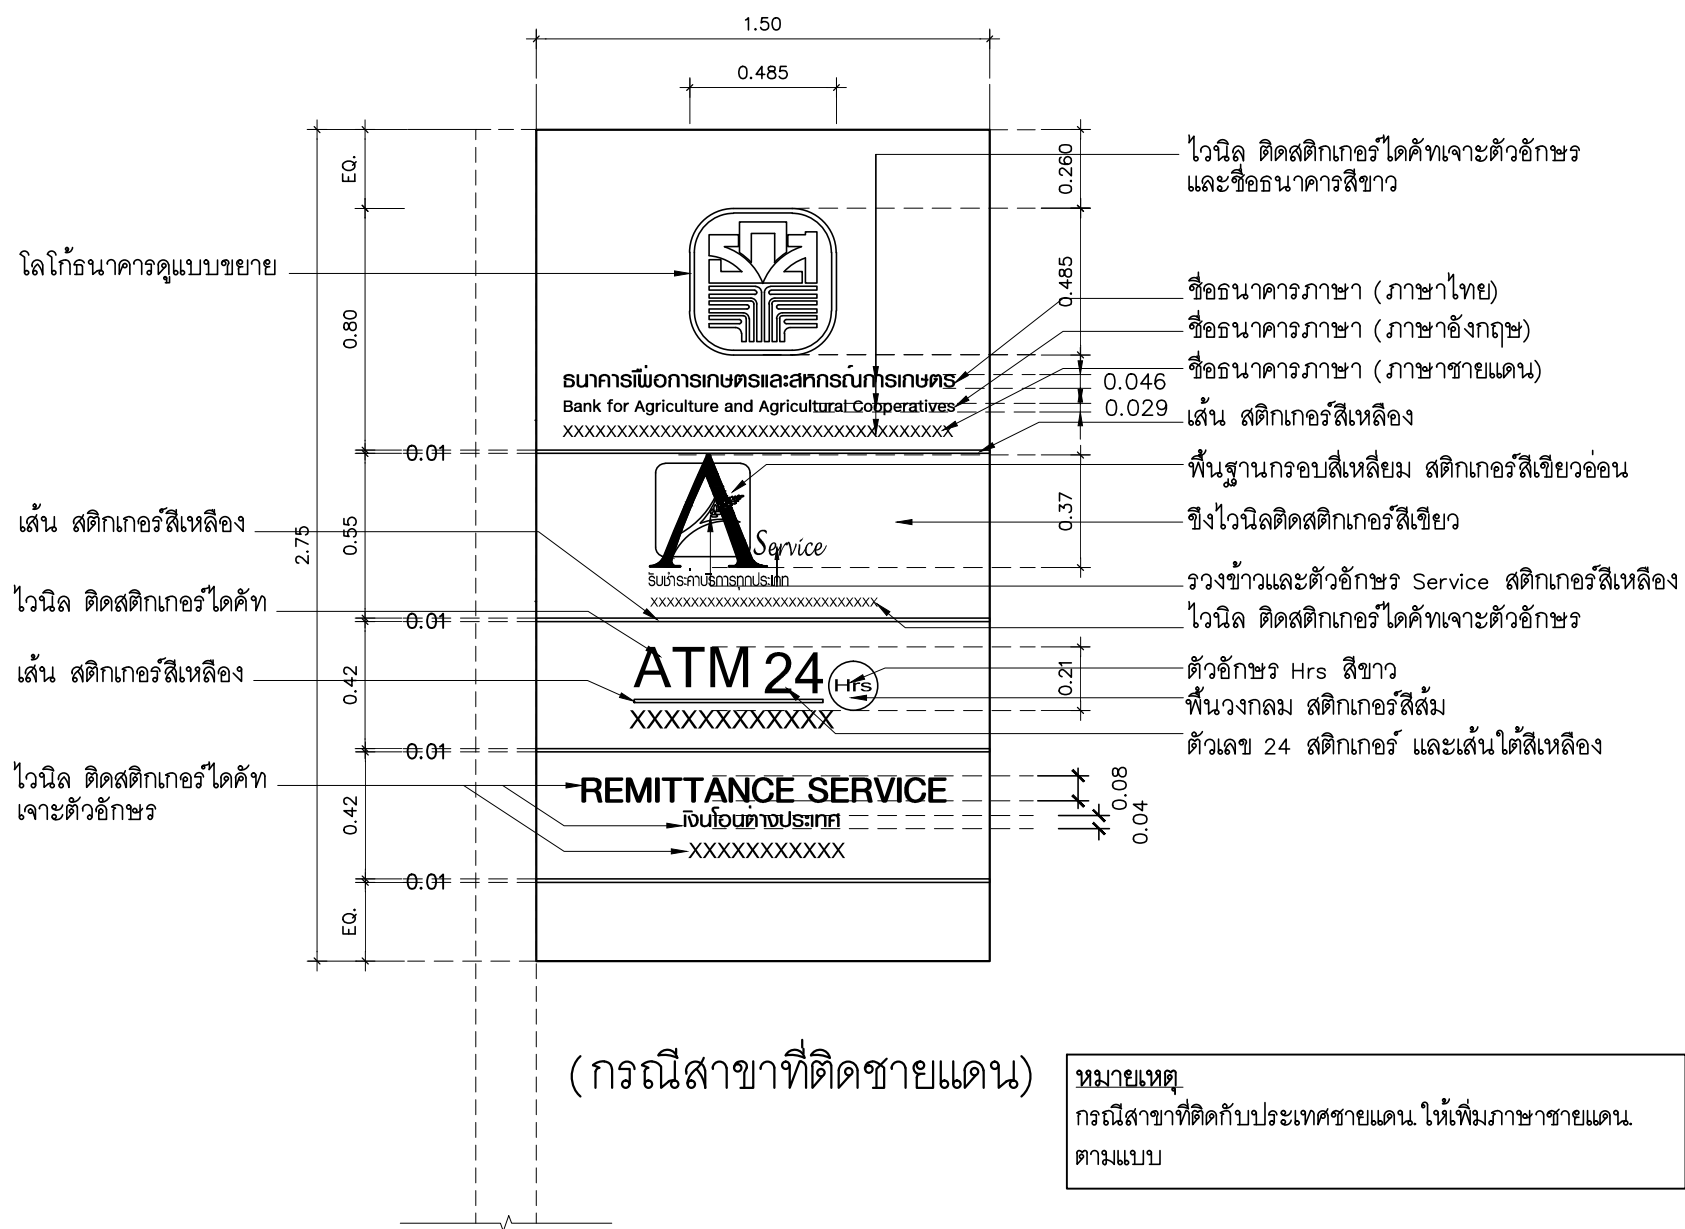 1.50
0.485
EQ.
0.260
ไวนิล ติดสติกเกอร์ไดคัทเจาะตัวอักษร
และชื่อธนาคารสีขาว
โลโก้ธนาคารดูแบบขยาย
0.80
0.485
ชื่อธนาคารภาษา (ภาษาไทย)
ชื่อธนาคารภาษา (ภาษาอังกฤษ)
ชื่อธนาคารภาษา (ภาษาชายแดน)
ธนาคารเพื่อการเกษตรและสหกรณ์การเกษตร
0.046
Bank for Agriculture and Agricultural Cooperatives
0.029
เส้น สติกเกอร์สีเหลือง
XXXXXXXXXXXXXXXXXXXXXXXXXXXXXXXXXX
0.01
พื้นฐานกรอบสี่เหลี่ยม สติกเกอร์สีเขียวอ่อน
0.37
เส้น สติกเกอร์สีเหลือง
2.75
0.55
A
Service
ขึงไวนิลติดสติกเกอร์สีเขียว
รับชำระค่าบริการทุกประเภท
รวงข้าวและตัวอักษร Service สติกเกอร์สีเหลือง
ไวนิล ติดสติกเกอร์ไดคัท
XXXXXXXXXXXXXXXXXXXXXXXXXX
ไวนิล ติดสติกเกอร์ไดคัทเจาะตัวอักษร
0.01
เส้น สติกเกอร์สีเหลือง
0.42
ATM 24 Hrs
0.21
ตัวอักษร Hrs สีขาว
พื้นวงกลม สติกเกอร์สีส้ม
XXXXXXXXXXXX
ตัวเลข 24 สติกเกอร์ และเส้นใต้สีเหลือง
0.01
ไวนิล ติดสติกเกอร์ไดคัท
เจาะตัวอักษร
0.42
REMITTANCE SERVICE
0.08
เงินโอนต่างประเทศ
0.04
XXXXXXXXXXX
0.01
EQ.
(กรณีสาขาที่ติดชายแดน)
หมายเหตุ
กรณีสาขาที่ติดกับประเทศชายแดน.ให้เพิ่มภาษาชายแดน.
ตามแบบ